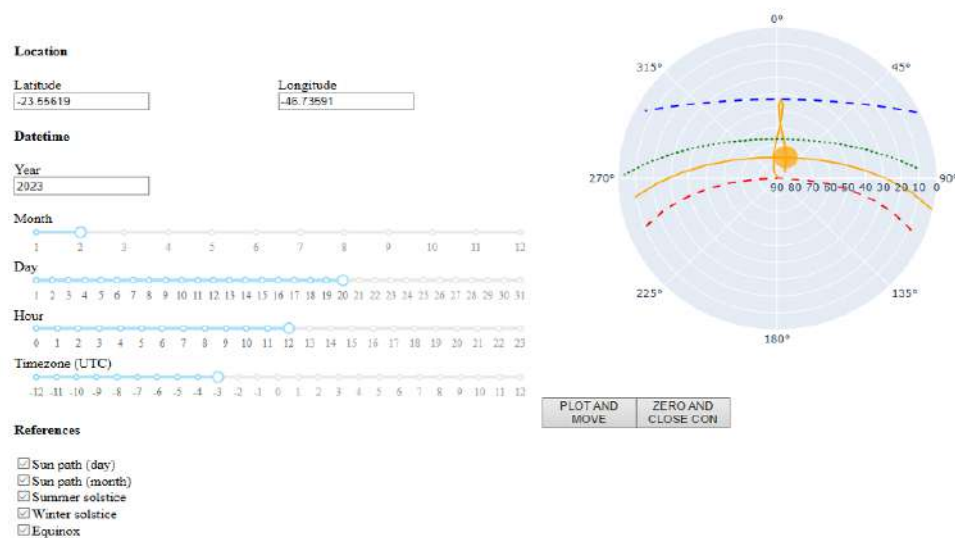 Location
Latitude Longitude
-23.55619 -46.73591
Datetime
Year
2023
Month
1 2 3 4 5 6 7 8 9 10 11 12
Day
1 2 3 4 5 6 7 8 9 10 11 12 13 14 15 16 17 18 19 20 21 22 23 24 25 26 27 28 29 30 31
Hour
0 1 2 3 4 5 6 7 8 9 10 11 12 13 14 15 16 17 18 19 20 21 22 23
Timezone (UTC)
-12 -11 -10 -9 -8 -7 -6 -5 -4 -3 -2 -1 0 1 2 3 4 5 6 7 8 9 10 11 12
References
Sun path (day)
Sun path (month)
Summer solstice
Winter solstice
Equinox
0°
315° 45°
270° 90 80 70 60 50 40 30 20 10 0 90°
225° 135°
180°
PLOT AND MOVE
ZERO AND CLOSE CON